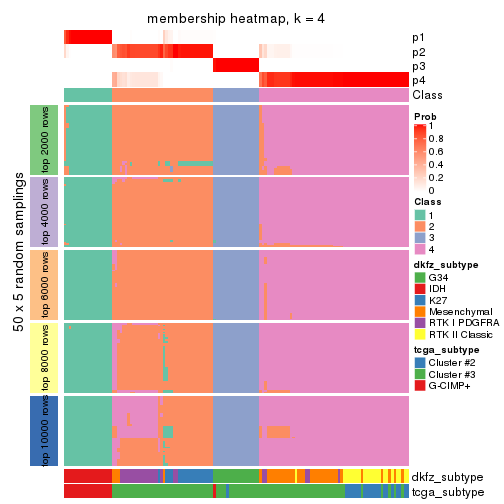 membership heatmap, k = 4
p1
p2
p3
p4
Class
50 x 5 random samplings
top 2000 rows
top 4000 rows
top 6000 rows
top 8000 rows
top 10000 rows
dkfz_subtype
tcga_subtype
Prob
1
0.8
0.6
0.4
0.2
0
Class
1
2
3
4
dkfz_subtype
G34
IDH
K27
Mesenchymal
RTK I PDGFRA
RTK II Classic
tcga_subtype
Cluster #2
Cluster #3
G-CIMP+